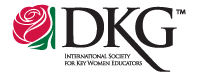 DKG™
International Society
for Key Women Educators